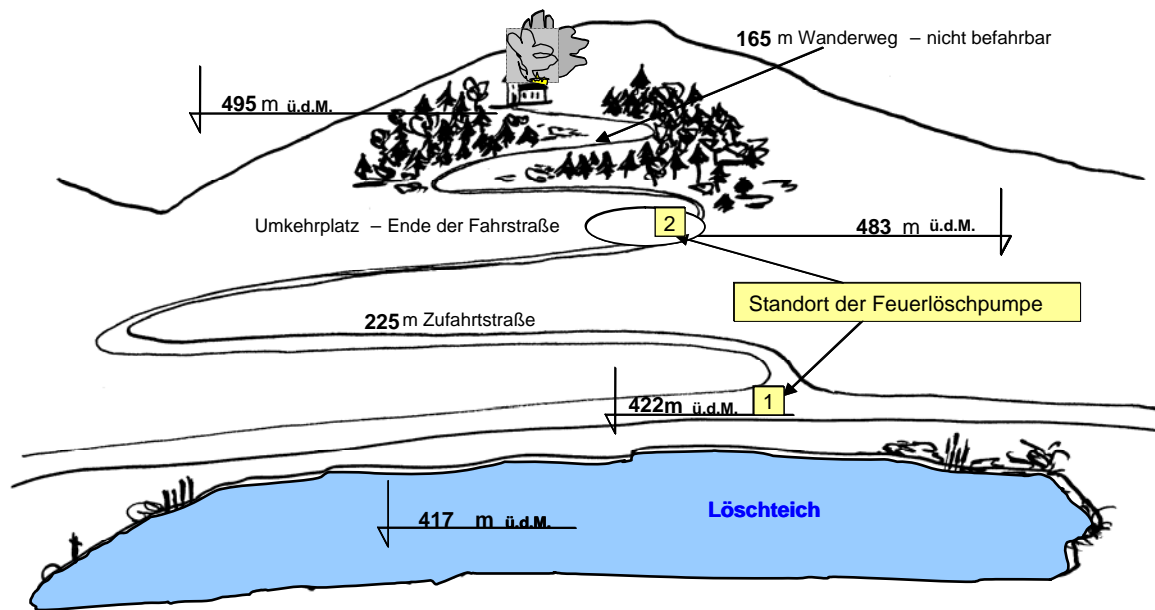 165 m Wanderweg – nicht befahrbar
495 m ü.d.M.
Umkehrplatz – Ende der Fahrstraße
2
483 m ü.d.M.
Standort der Feuerlöschpumpe
225 m Zufahrtstraße
422m ü.d.M.
1
Löschteich
417 m ü.d.M.